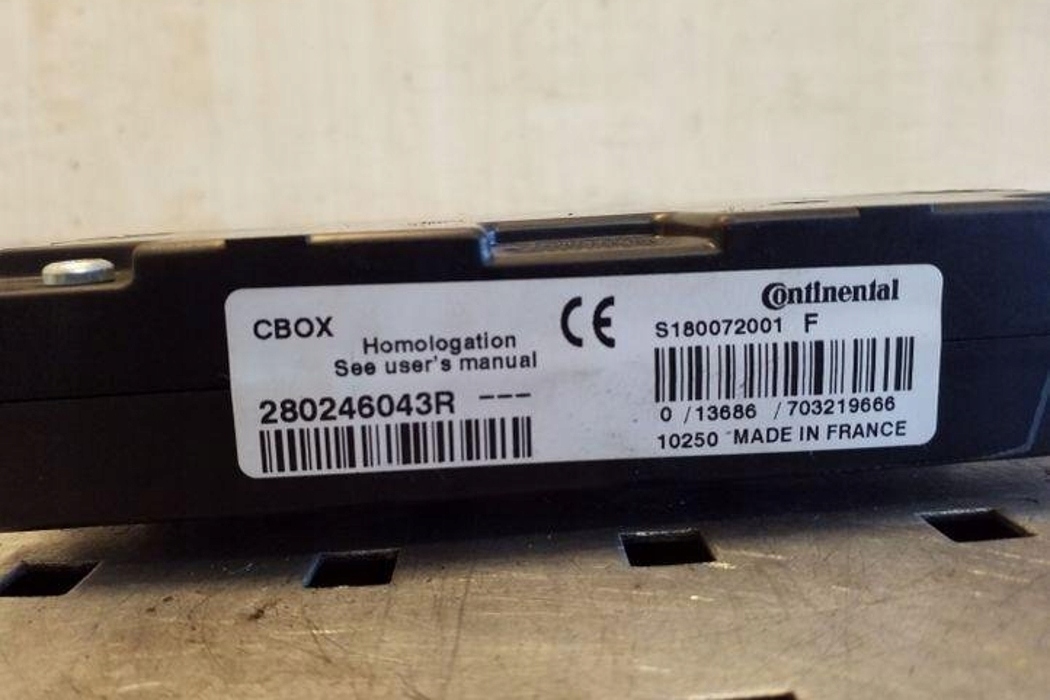 CBOX
Homologation
See user's manual
280246043R ---
CE
Continental
S180072001 F
0 /13686 /703219666
10250 MADE IN FRANCE